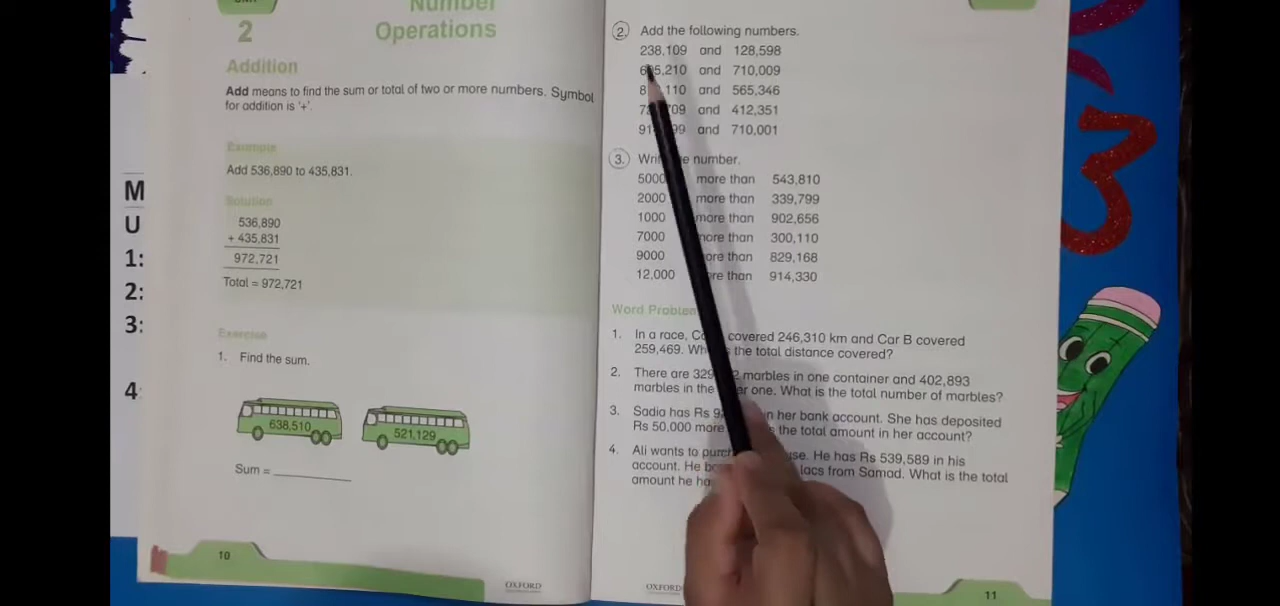 Number
2
Operations
Addition
Add means to find the sum or total of two or more numbers. Symbol
for addition is '+'.
Example
Add 536,890 to 435,831.
Solution
536,890
+ 435,831
972,721
Total = 972,721
Exercise
1. Find the sum.
638,510
521,129
Sum =
10
OXFORD
2. Add the following numbers.
238,109 and 128,598
5,210 and 710,009
110 and 565,346
709 and 412,351
and 710,001
3. number.
5000 more than 543,810
2000 more than 339,799
1000 more than 902,656
7000 more than 300,110
9000 more than 829,168
12,000 than 914,330
Word
1. In a race, covered 246,310 km and Car B covered
259,469. the total distance covered?
2. There are marbles in one container and 402,893
marbles in the one. What is the total number of marbles?
3. Sadia has Rs in her bank account. She has deposited
Rs 50,000 more the total amount in her account?
4. Ali wants to He has Rs 539,589 in his
account. He lacs from Samad. What is the total
amount he
OXFORD
11
M
U
1:
2:
3:
4